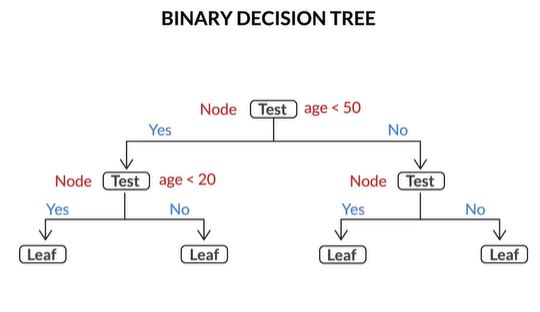 BINARY DECISION TREE
Node Test age < 50
Yes No
Node Test age < 20 Node Test
Yes No Yes No
Leaf Leaf Leaf Leaf